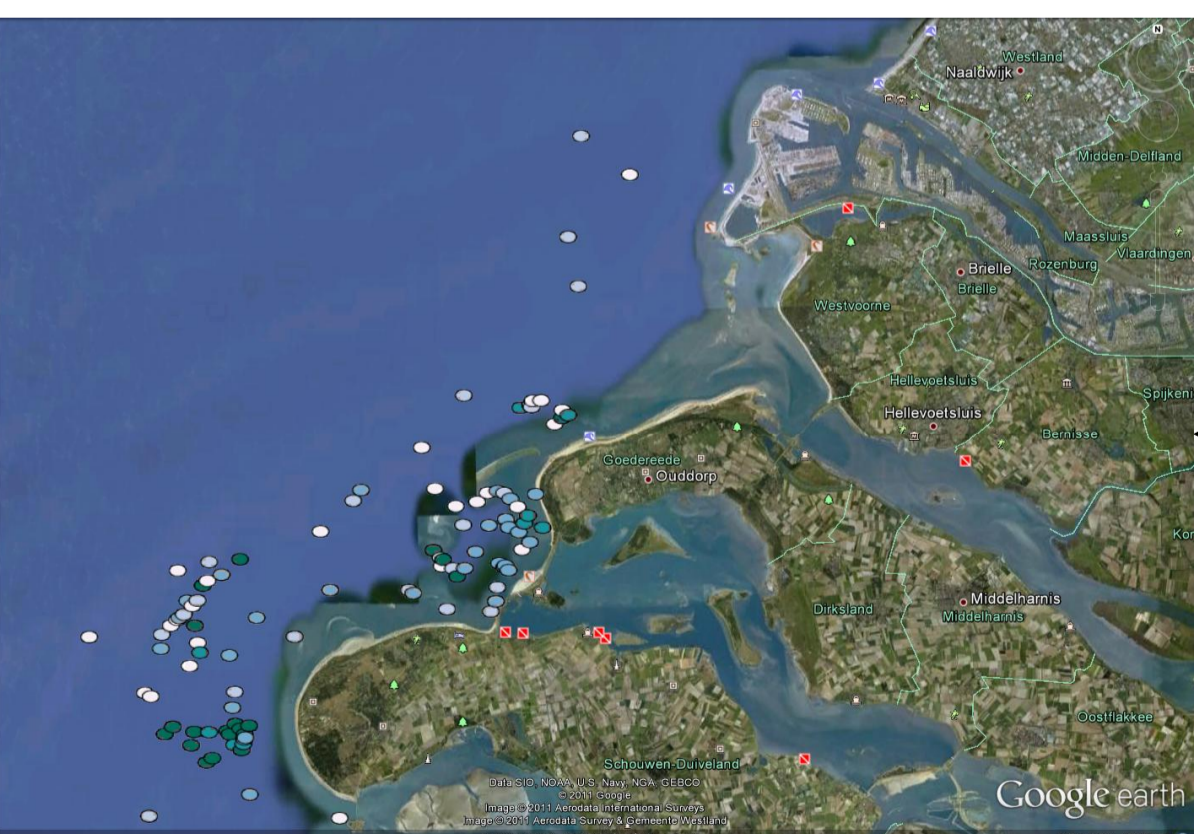 N
Westland
Naaldwijk
Midden-Delfland
Maassluis
Vlaardingen
Rozenburg
Brielle
Brielle
Westvoorne
Hellevoetsluis
Spijkeni
Hellevoetsluis
Bernisse
Goedereede
Ouddorp
Kor
Middelharnis
Dirksland
Middelharnis
Oostflakkee
Schouwen-Duiveland
Data SIO, NOAA, U.S. Navy, NGA, GEBCO
© 2011 Google
Image © 2011 Aerodata International Surveys
Image © 2011 Aerodata Survey & Gemeente Westland
Google earth